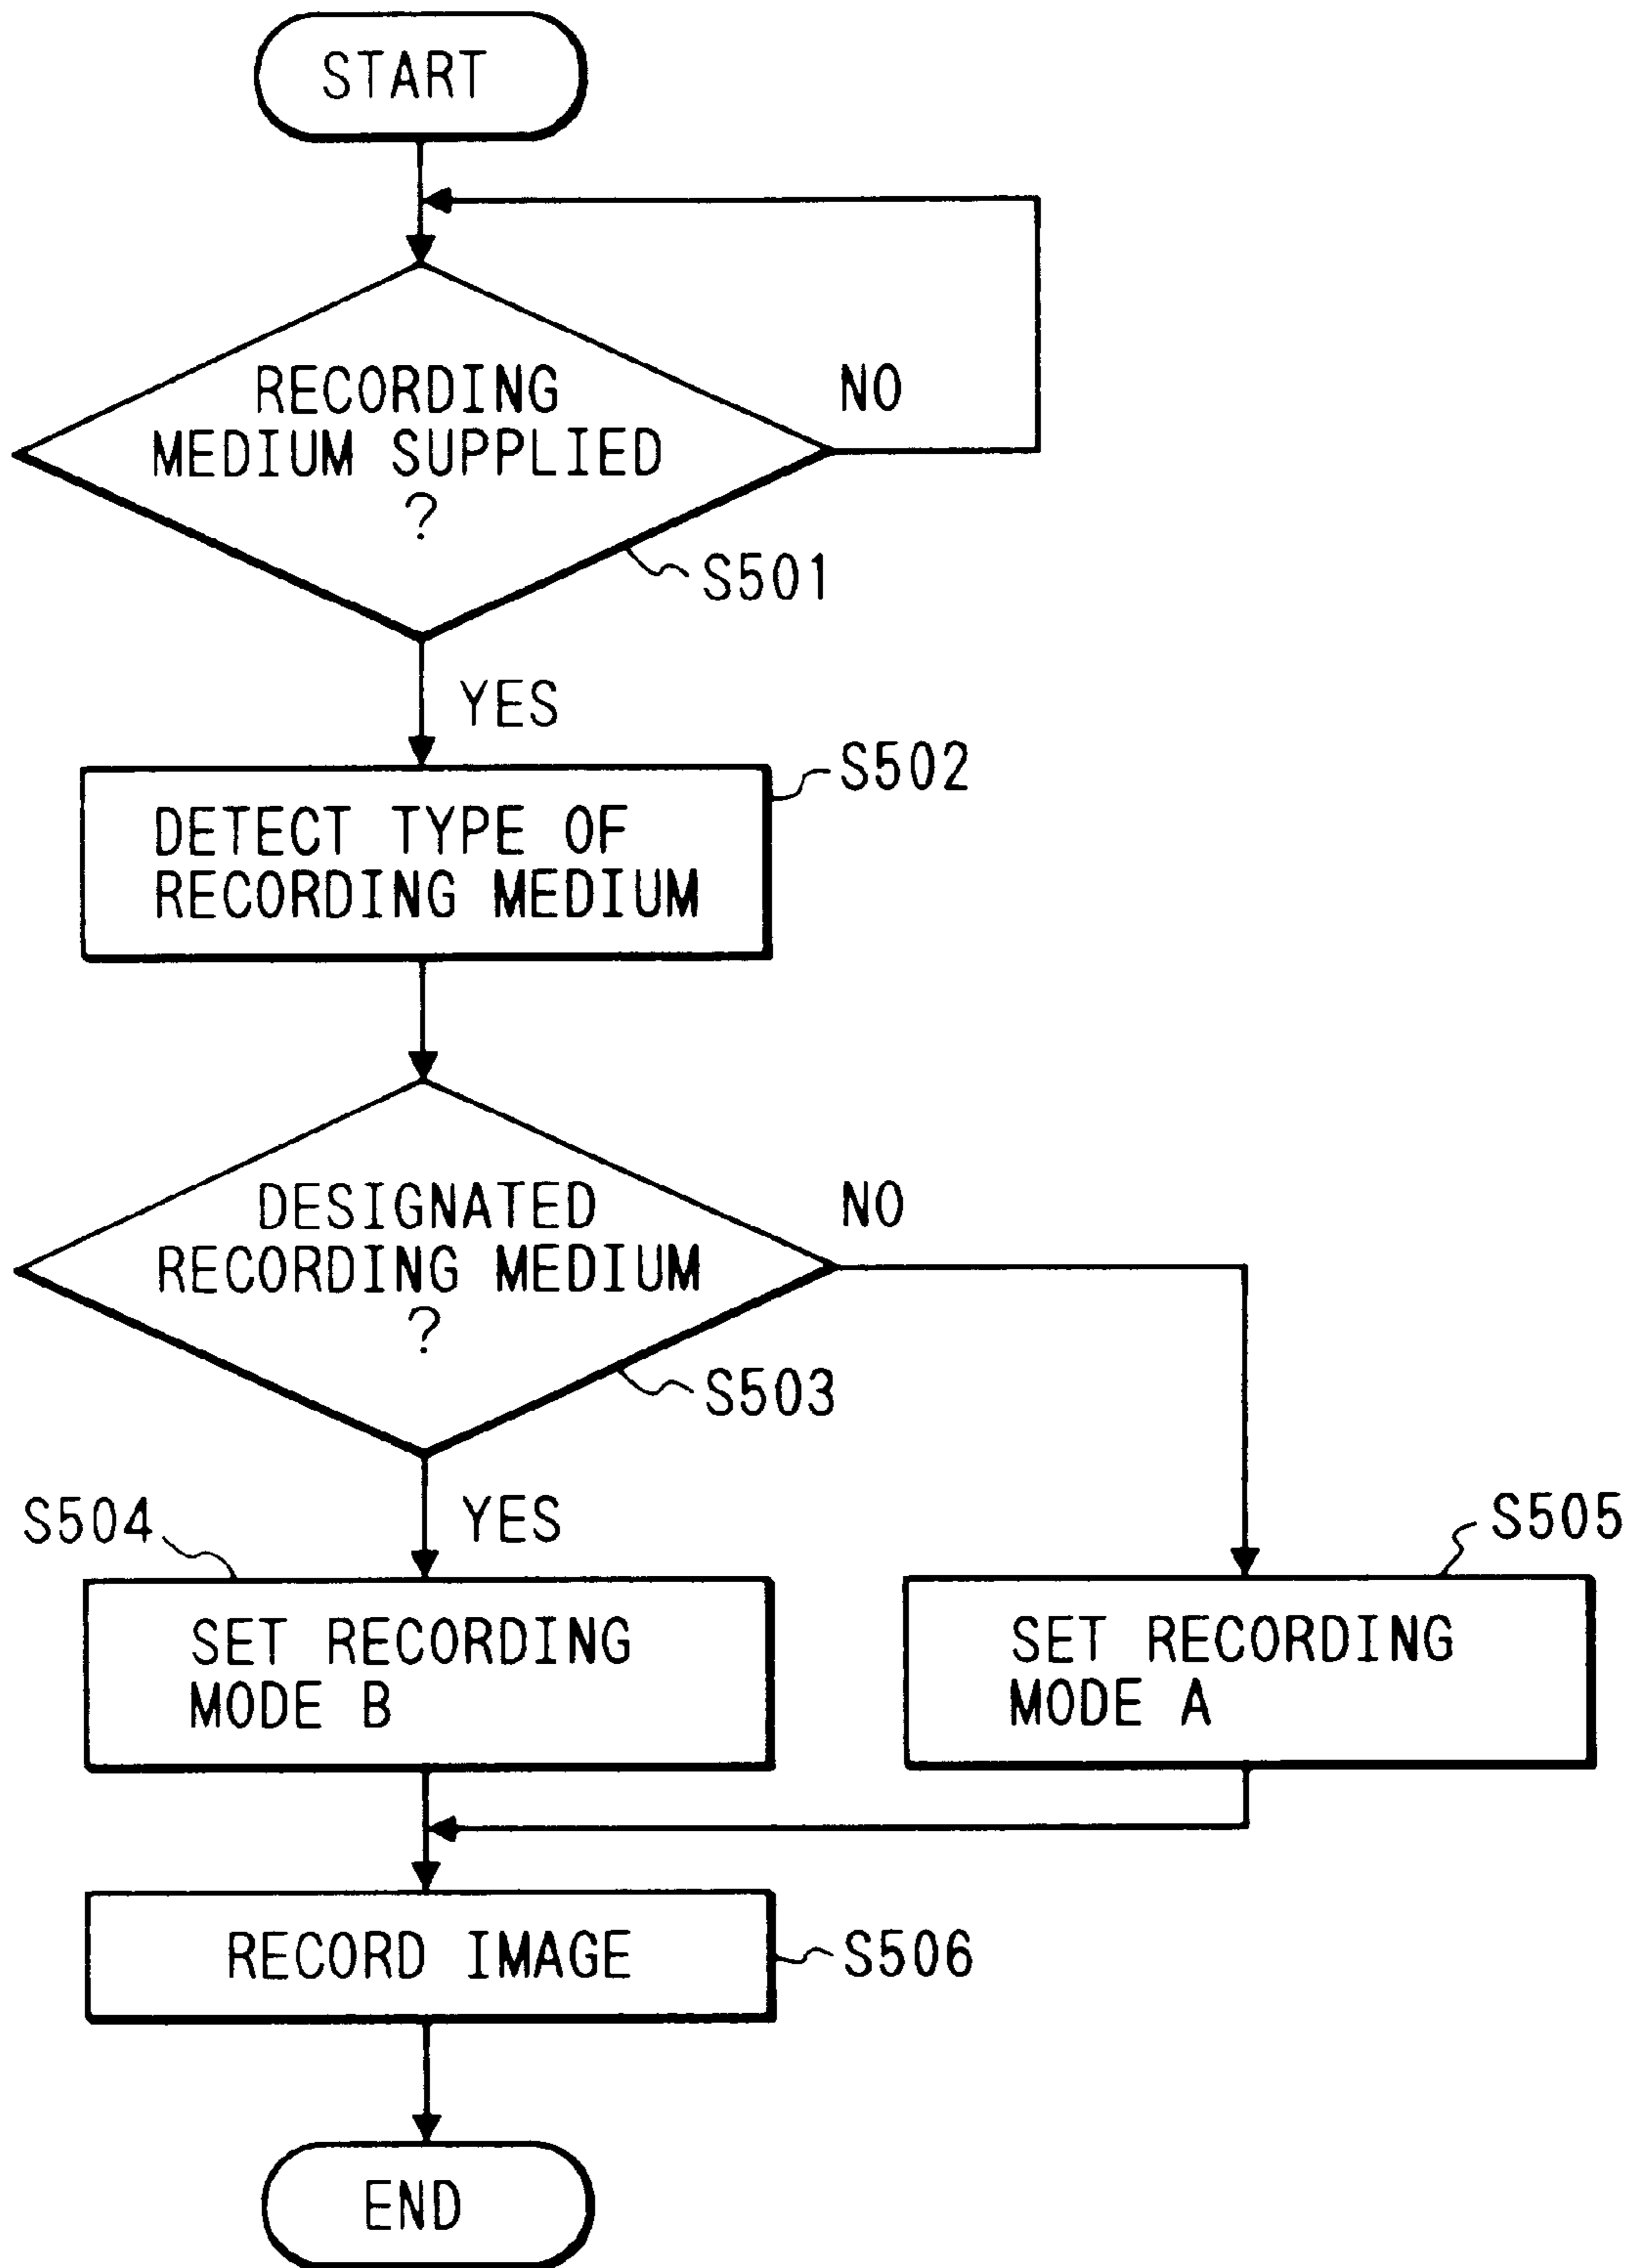 START
RECORDING
MEDIUM SUPPLIED
?
NO
S501
YES
S502
DETECT TYPE OF
RECORDING MEDIUM
DESIGNATED
RECORDING MEDIUM
?
NO
S503
YES
S504
SET RECORDING
MODE B
S505
SET RECORDING
MODE A
RECORD IMAGE
S506
END